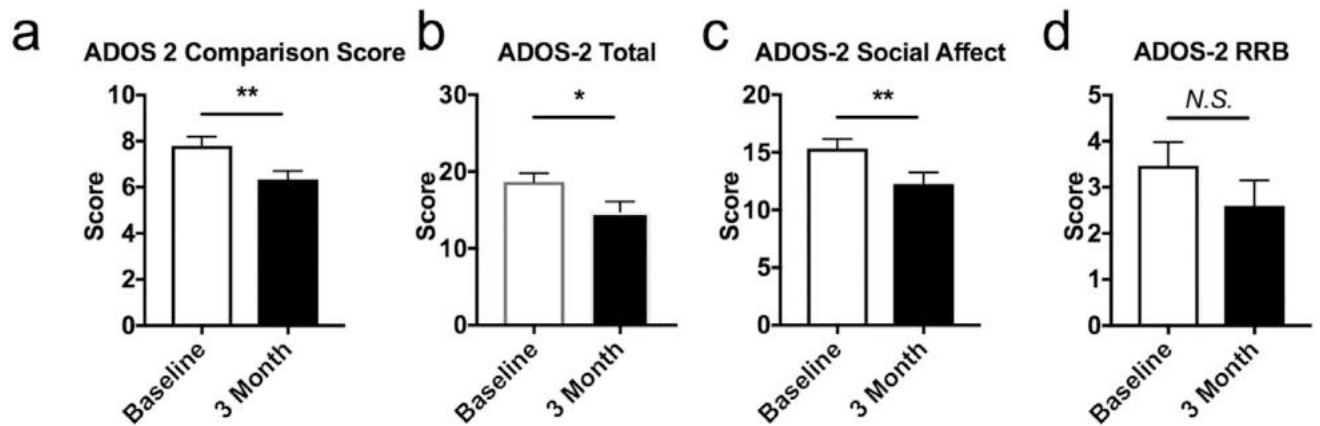 a
ADOS 2 Comparison Score
Score
10
8
6
4
2
0
**
Baseline
3 Month
b
ADOS-2 Total
Score
30
20
10
0
*
Baseline
3 Month
c
ADOS-2 Social Affect
Score
20
15
10
5
0
**
Baseline
3 Month
d
ADOS-2 RRB
Score
5
4
3
2
1
0
N.S.
Baseline
3 Month